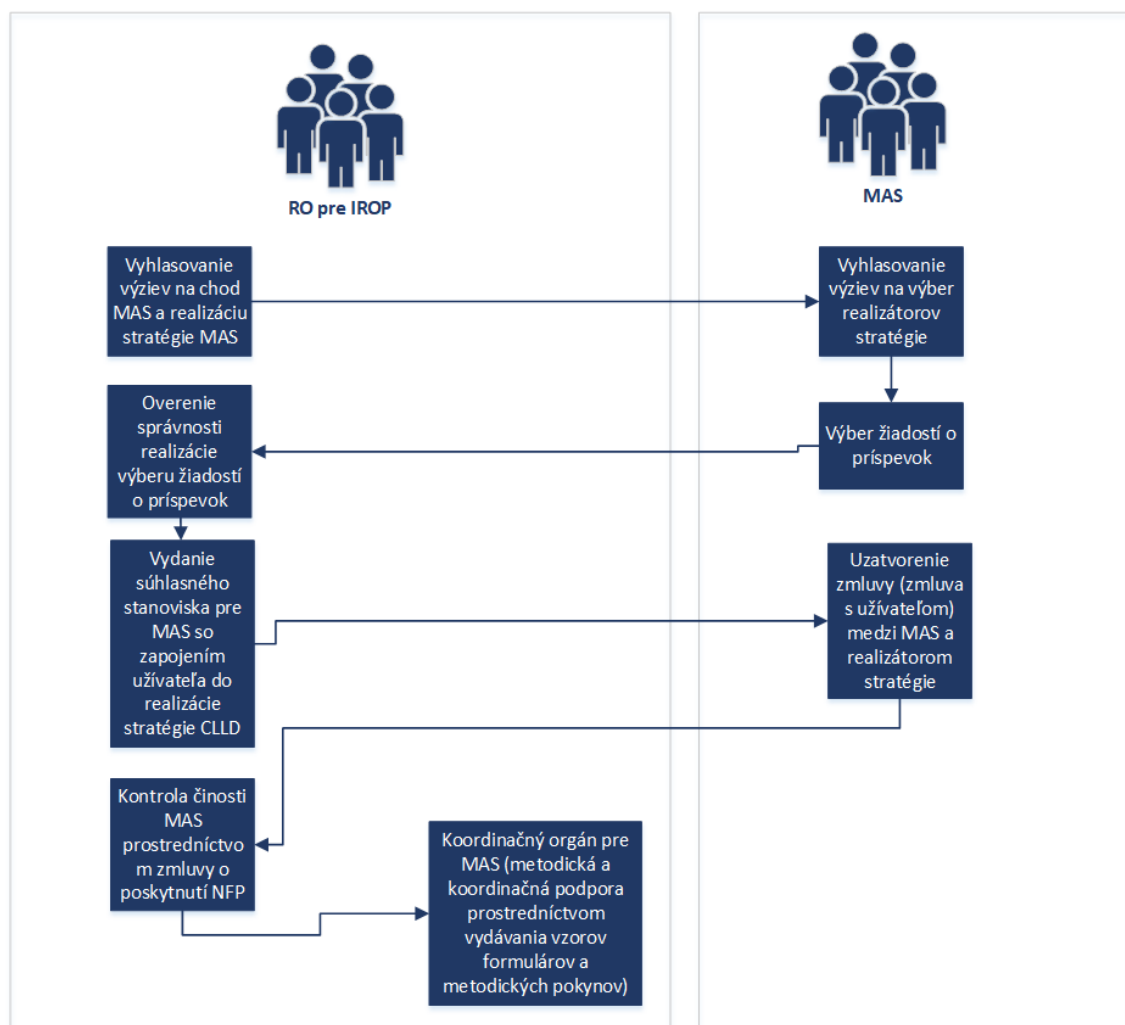 RO pre IROP
MAS
Vyhlasovanie
výziev na chod
MAS a realizáciu
stratégie MAS
Vyhlasovanie
výziev na výber
realizátorov
stratégie
Overenie
správnosti
realizácie
výberu žiadostí
o príspevok
Výber žiadostí o
príspevok
Vydanie
súhlasného
stanoviska pre
MAS so
zapojením
užívateľa do
realizácie
stratégie CLLD
Uzatvorenie
zmluvy (zmluva
s užívateľom)
medzi MAS a
realizátorom
stratégie
Kontrola činosti
MAS
prostredníctvo
m zmluvy o
poskytnutí NFP
Koordinačný orgán pre
MAS (metodická a
koordinačná podpora
prostredníctvom
vydávania vzorov
formulárov a
metodických pokynov)